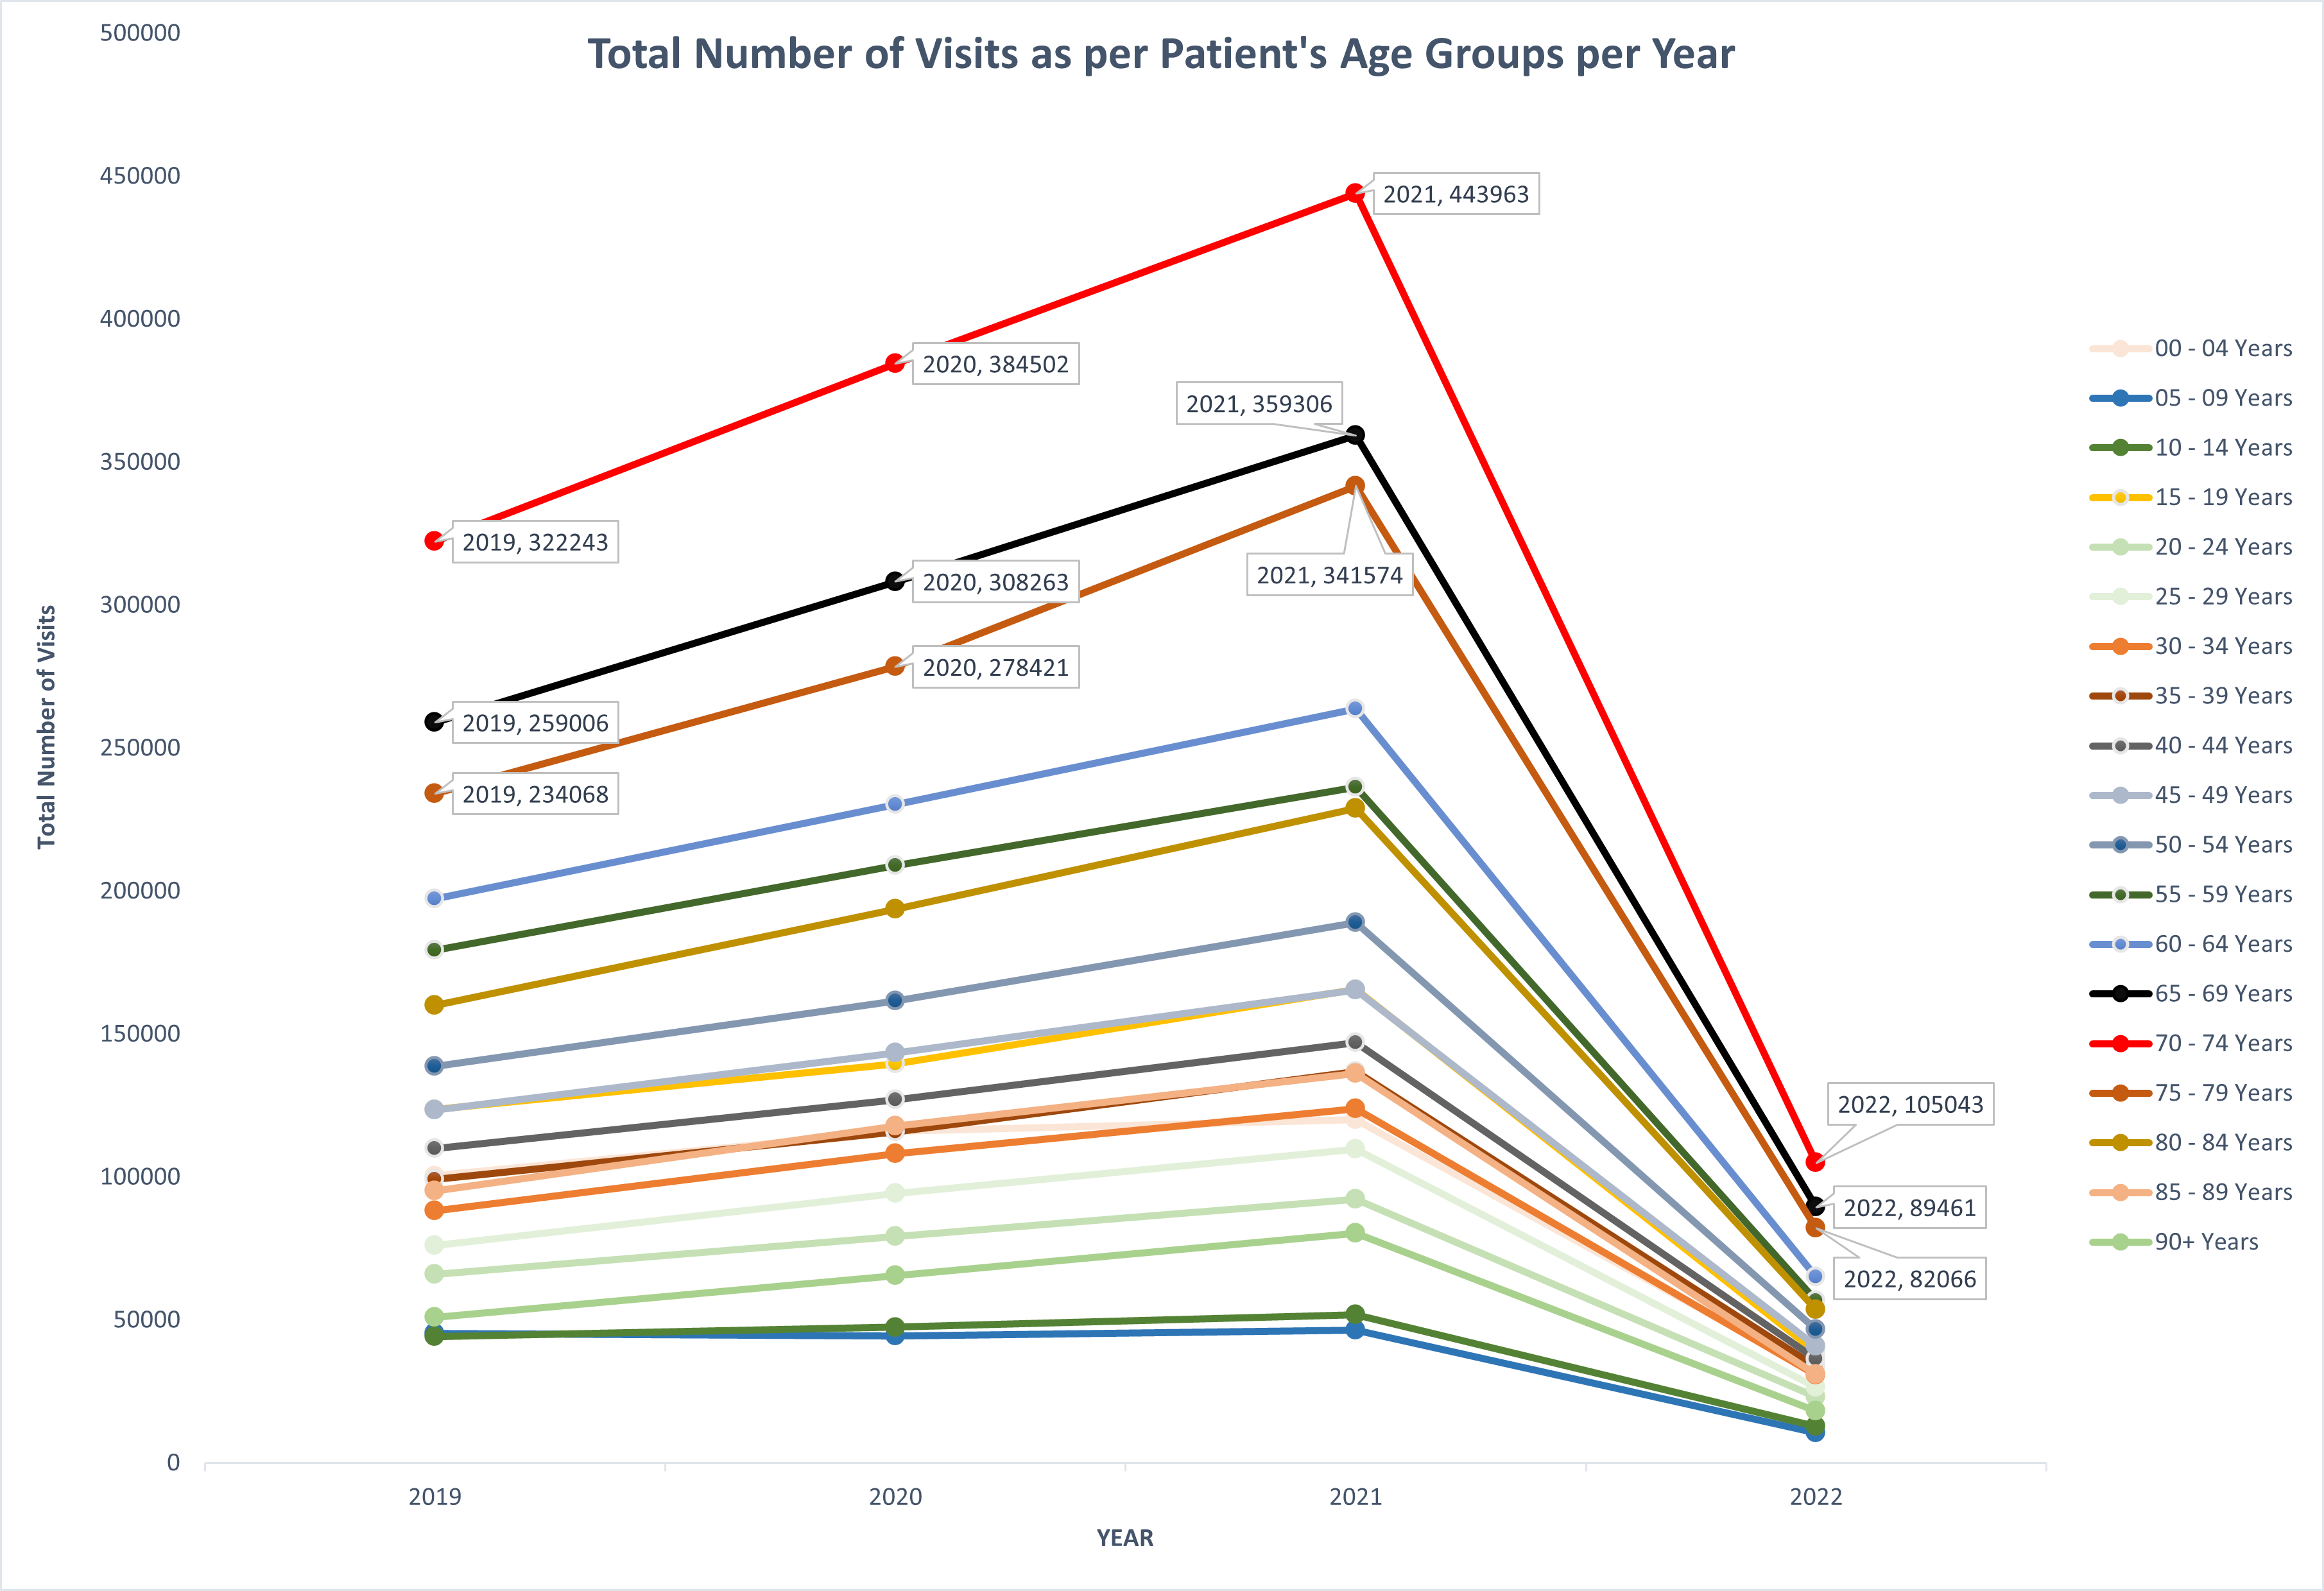 Total Number of Visits as per Patient's Age Groups per Year
500000
450000
400000
350000
300000
250000
200000
150000
100000
50000
0
Total Number of Visits
2021, 443963
2020, 384502
2021, 359306
2019, 322243
2020, 308263
2021, 341574
2020, 278421
2019, 259006
2019, 234068
2022, 105043
2022, 89461
2022, 82066
2019
2020
2021
2022
YEAR
00 - 04 Years
05 - 09 Years
10 - 14 Years
15 - 19 Years
20 - 24 Years
25 - 29 Years
30 - 34 Years
35 - 39 Years
40 - 44 Years
45 - 49 Years
50 - 54 Years
55 - 59 Years
60 - 64 Years
65 - 69 Years
70 - 74 Years
75 - 79 Years
80 - 84 Years
85 - 89 Years
90+ Years